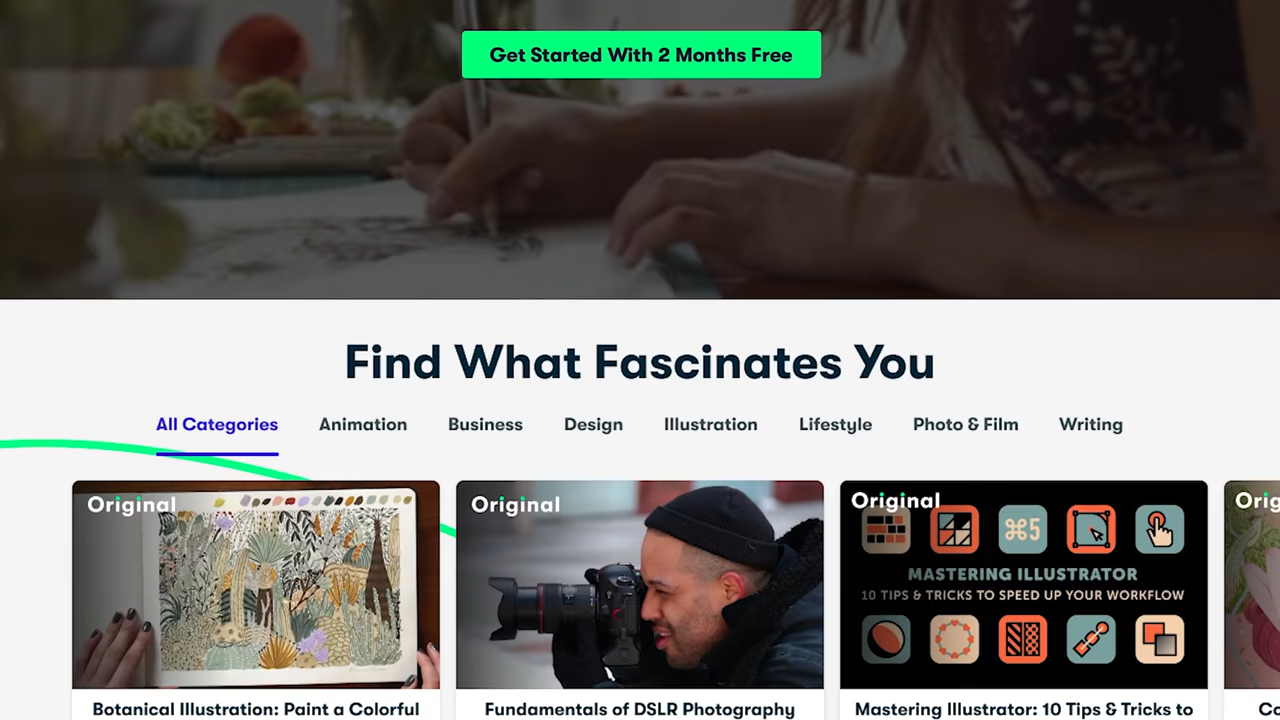 Get Started With 2 Months Free
Find What Fascinates You
All Categories Animation Business Design Illustration Lifestyle Photo & Film Writing
Original Original Original
⌘5
MASTERING ILLUSTRATOR
10 TIPS & TRICKS TO SPEED UP YOUR WORKFLOW
Botanical Illustration: Paint a Colorful Fundamentals of DSLR Photography Mastering Illustrator: 10 Tips & Tricks to